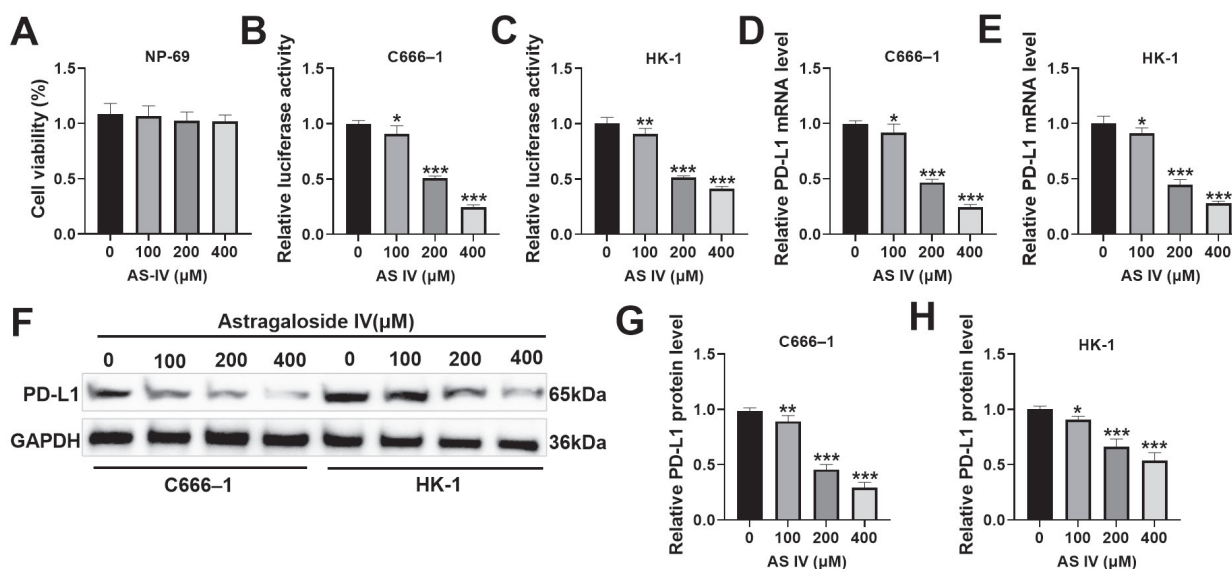 A
NP-69
Cell viability (%)
1.5
1.0
0.5
0.0
0 100 200 400
AS-IV (µM)
B
C666–1
Relative luciferase activity
1.5
1.0
0.5
0.0
*
***
***
0 100 200 400
AS IV (µM)
C
HK-1
Relative luciferase activity
1.5
1.0
0.5
0.0
**
***
***
0 100 200 400
AS IV (µM)
D
C666–1
Relative PD-L1 mRNA level
1.5
1.0
0.5
0.0
*
***
***
0 100 200 400
AS IV (µM)
E
HK-1
Relative PD-L1 mRNA level
1.5
1.0
0.5
0.0
*
***
***
0 100 200 400
AS IV (µM)
F
Astragaloside IV(µM)
0 100 200 400 0 100 200 400
PD-L1 65kDa
GAPDH 36kDa
C666–1 HK-1
G
C666–1
Relative PD-L1 protein level
1.5
1.0
0.5
0.0
**
***
***
0 100 200 400
AS IV (µM)
H
HK-1
Relative PD-L1 protein level
1.5
1.0
0.5
0.0
*
***
***
0 100 200 400
AS IV (µM)